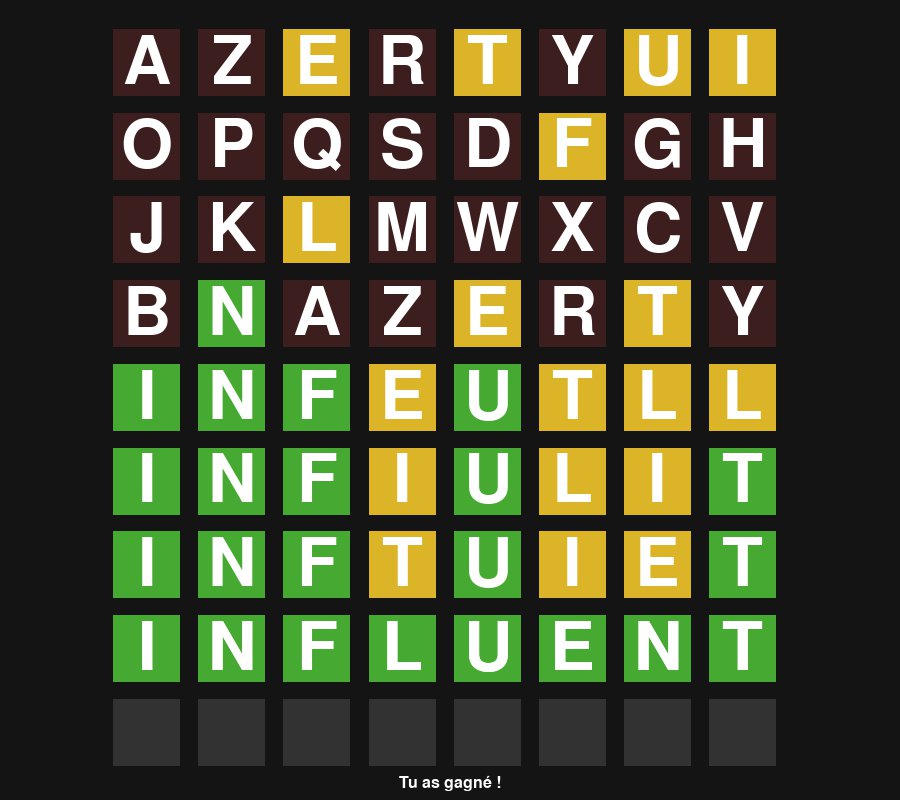 AZERTYUI
OPQSDFGH
JKLMWXCV
BNAZERTY
INFEUTLL
INFIULIT
INFTUIET
INFLUENT
Tu as gagné !